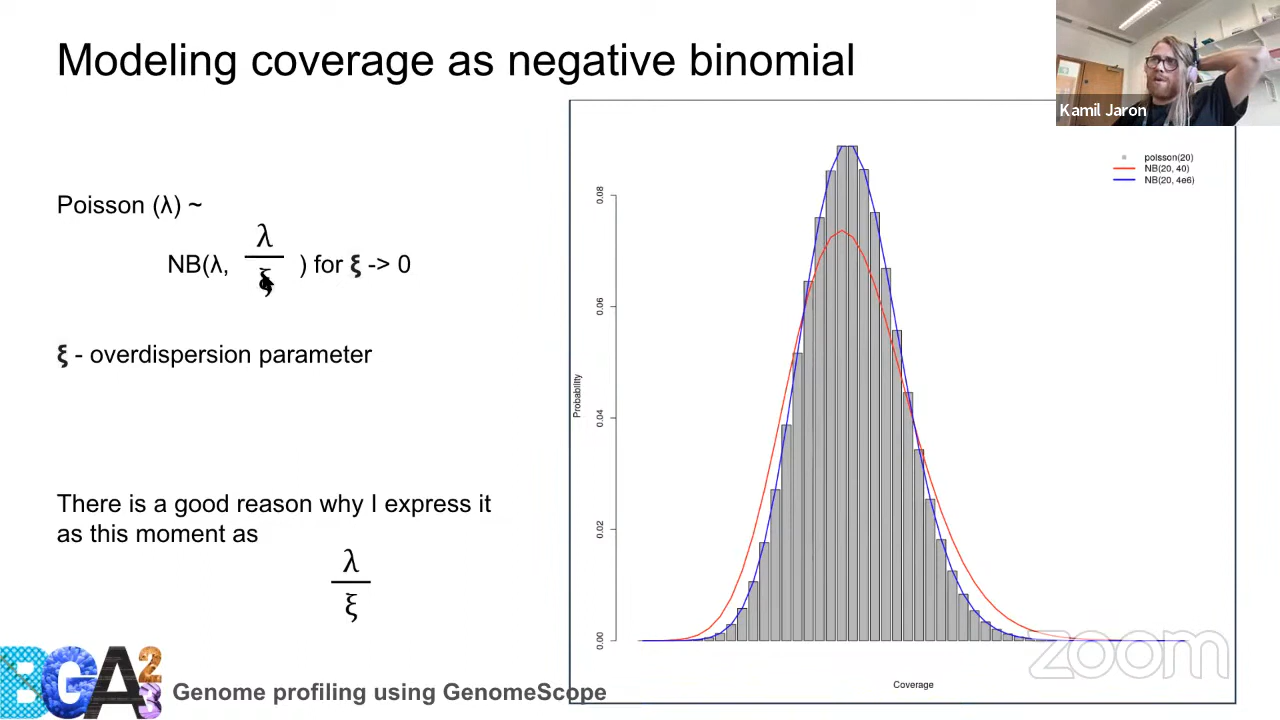 Modeling coverage as negative binomial
Kamil Jaron
Poisson (λ) ~
λ
NB(λ, ) for ξ -> 0
ξ
ξ - overdispersion parameter
There is a good reason why I express it
as this moment as
λ
ξ
poisson(20)
NB(20, 40)
NB(20, 4e6)
0.08
0.06
0.04
0.02
0.00
Probability
Coverage
zoom
BGA23
Genome profiling using GenomeScope